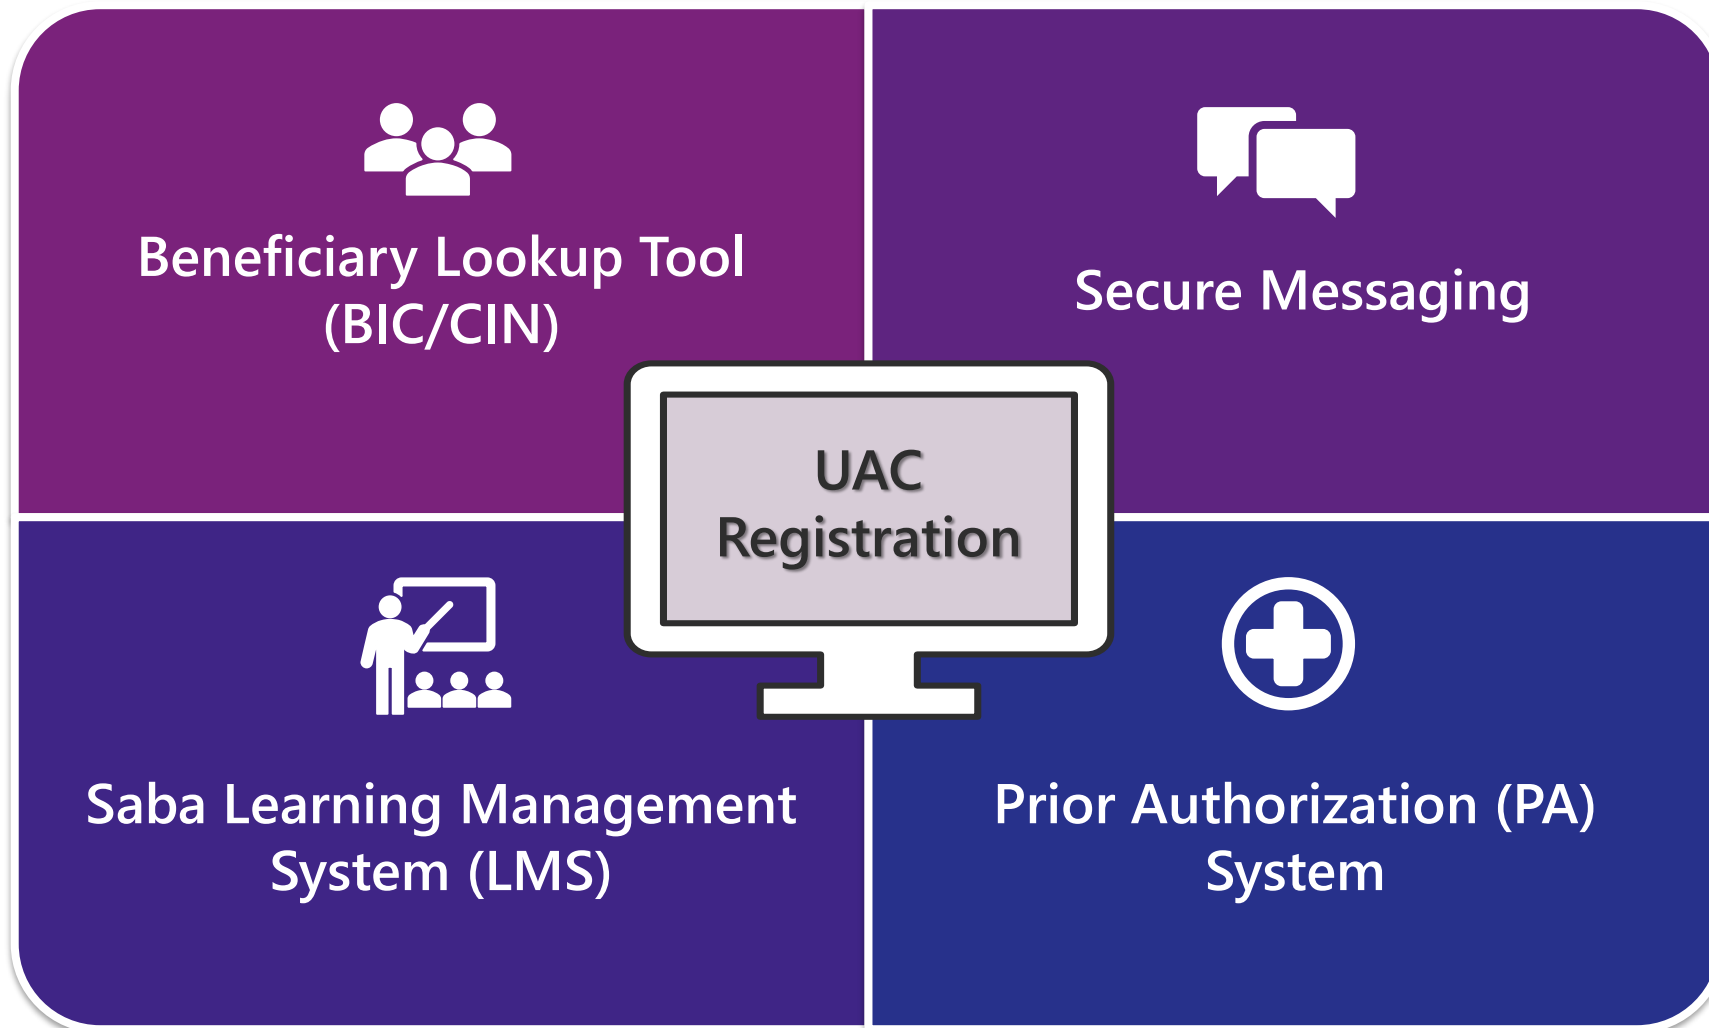 Beneficiary Lookup Tool
(BIC/CIN)
Secure Messaging
UAC
Registration
Saba Learning Management
System (LMS)
Prior Authorization (PA)
System